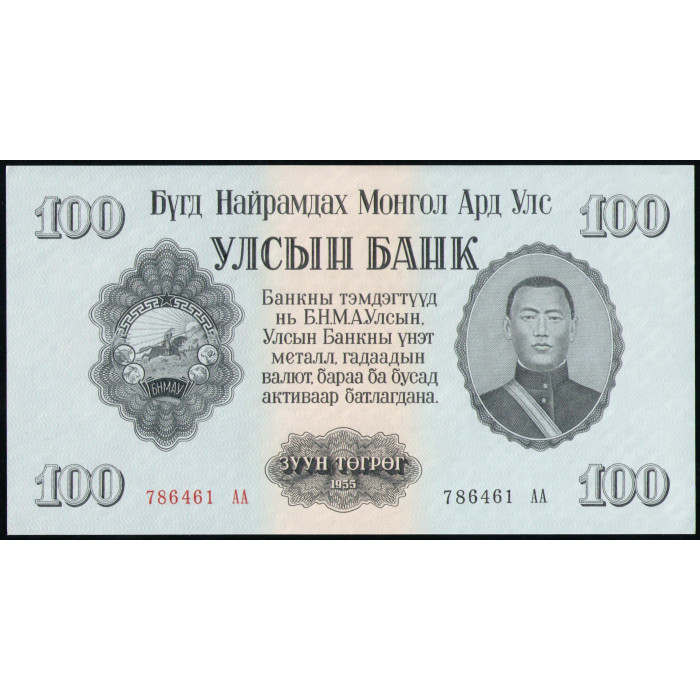 100 Бүгд Найрамдах Монгол Ард Улс 100
УЛСЫН БАНК
Банкны тэмдэгтүүд
нь Б.Н.М.А.Улсын,
Улсын Банкны үнэт
металл, гадаадын
валют, бараа ба бусад
активаар батлагдана.
БНМАУ
ЗУУН ТӨГРӨГ
1955
100 786461 АА 786461 АА 100